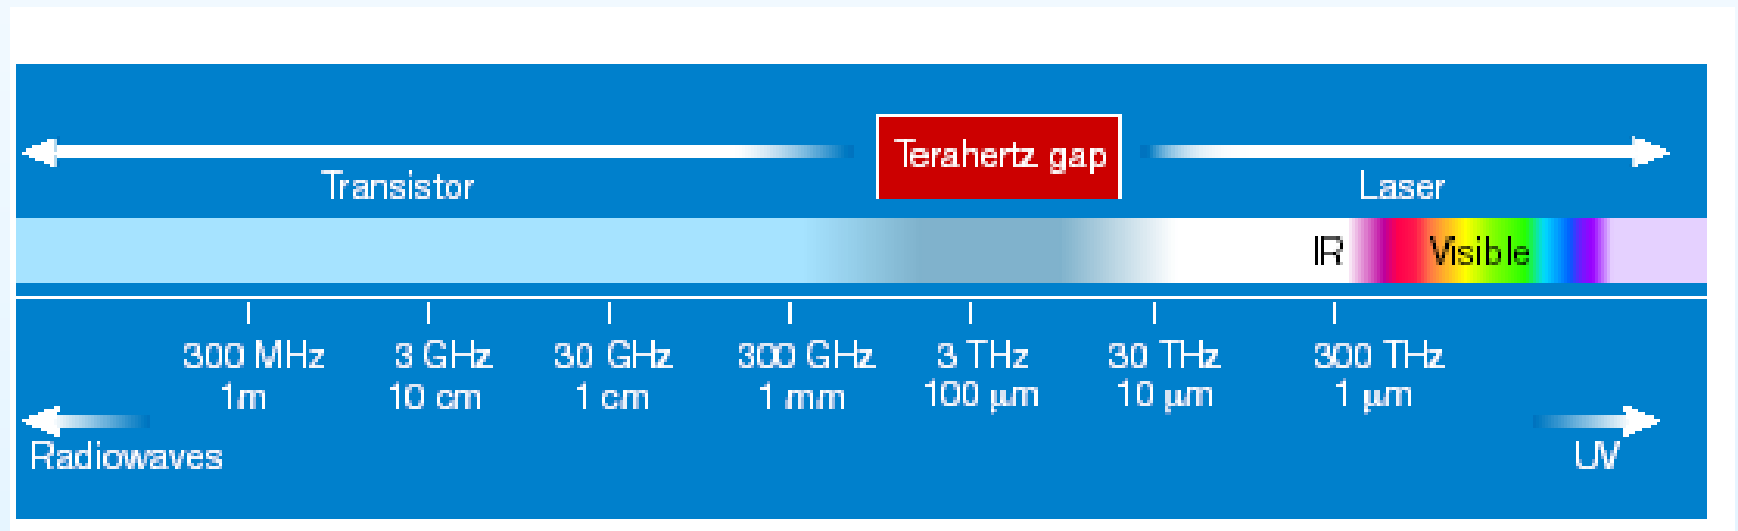 Terahertz gap
Transistor
Laser
IR
Visible
300 MHz
3 GHz
30 GHz
300 GHz
3 THz
30 THz
300 THz
1m
10 cm
1 cm
1 mm
100 μm
10 μm
1 μm
Radiowaves
UV